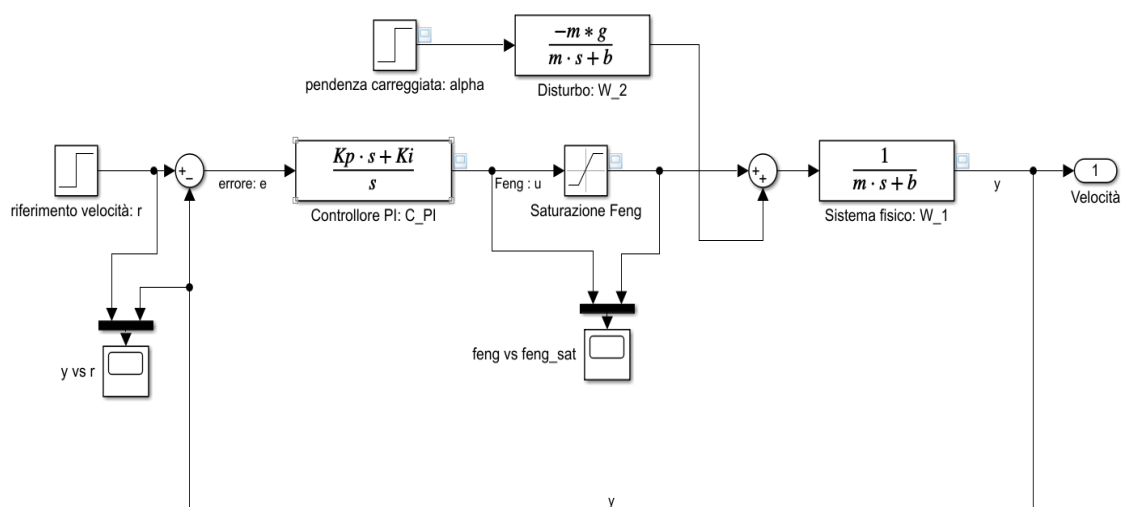 −m ∗ g
m · s + b
pendenza carreggiata: alpha
Disturbo: W_2
+
−
riferimento velocità: r
errore: e
Kp · s + Ki
s
Controllore PI: C_PI
Feng : u
Saturazione Feng
+
+
1
m · s + b
Sistema fisico: W_1
y
1
Velocità
y vs r
feng vs feng_sat
y